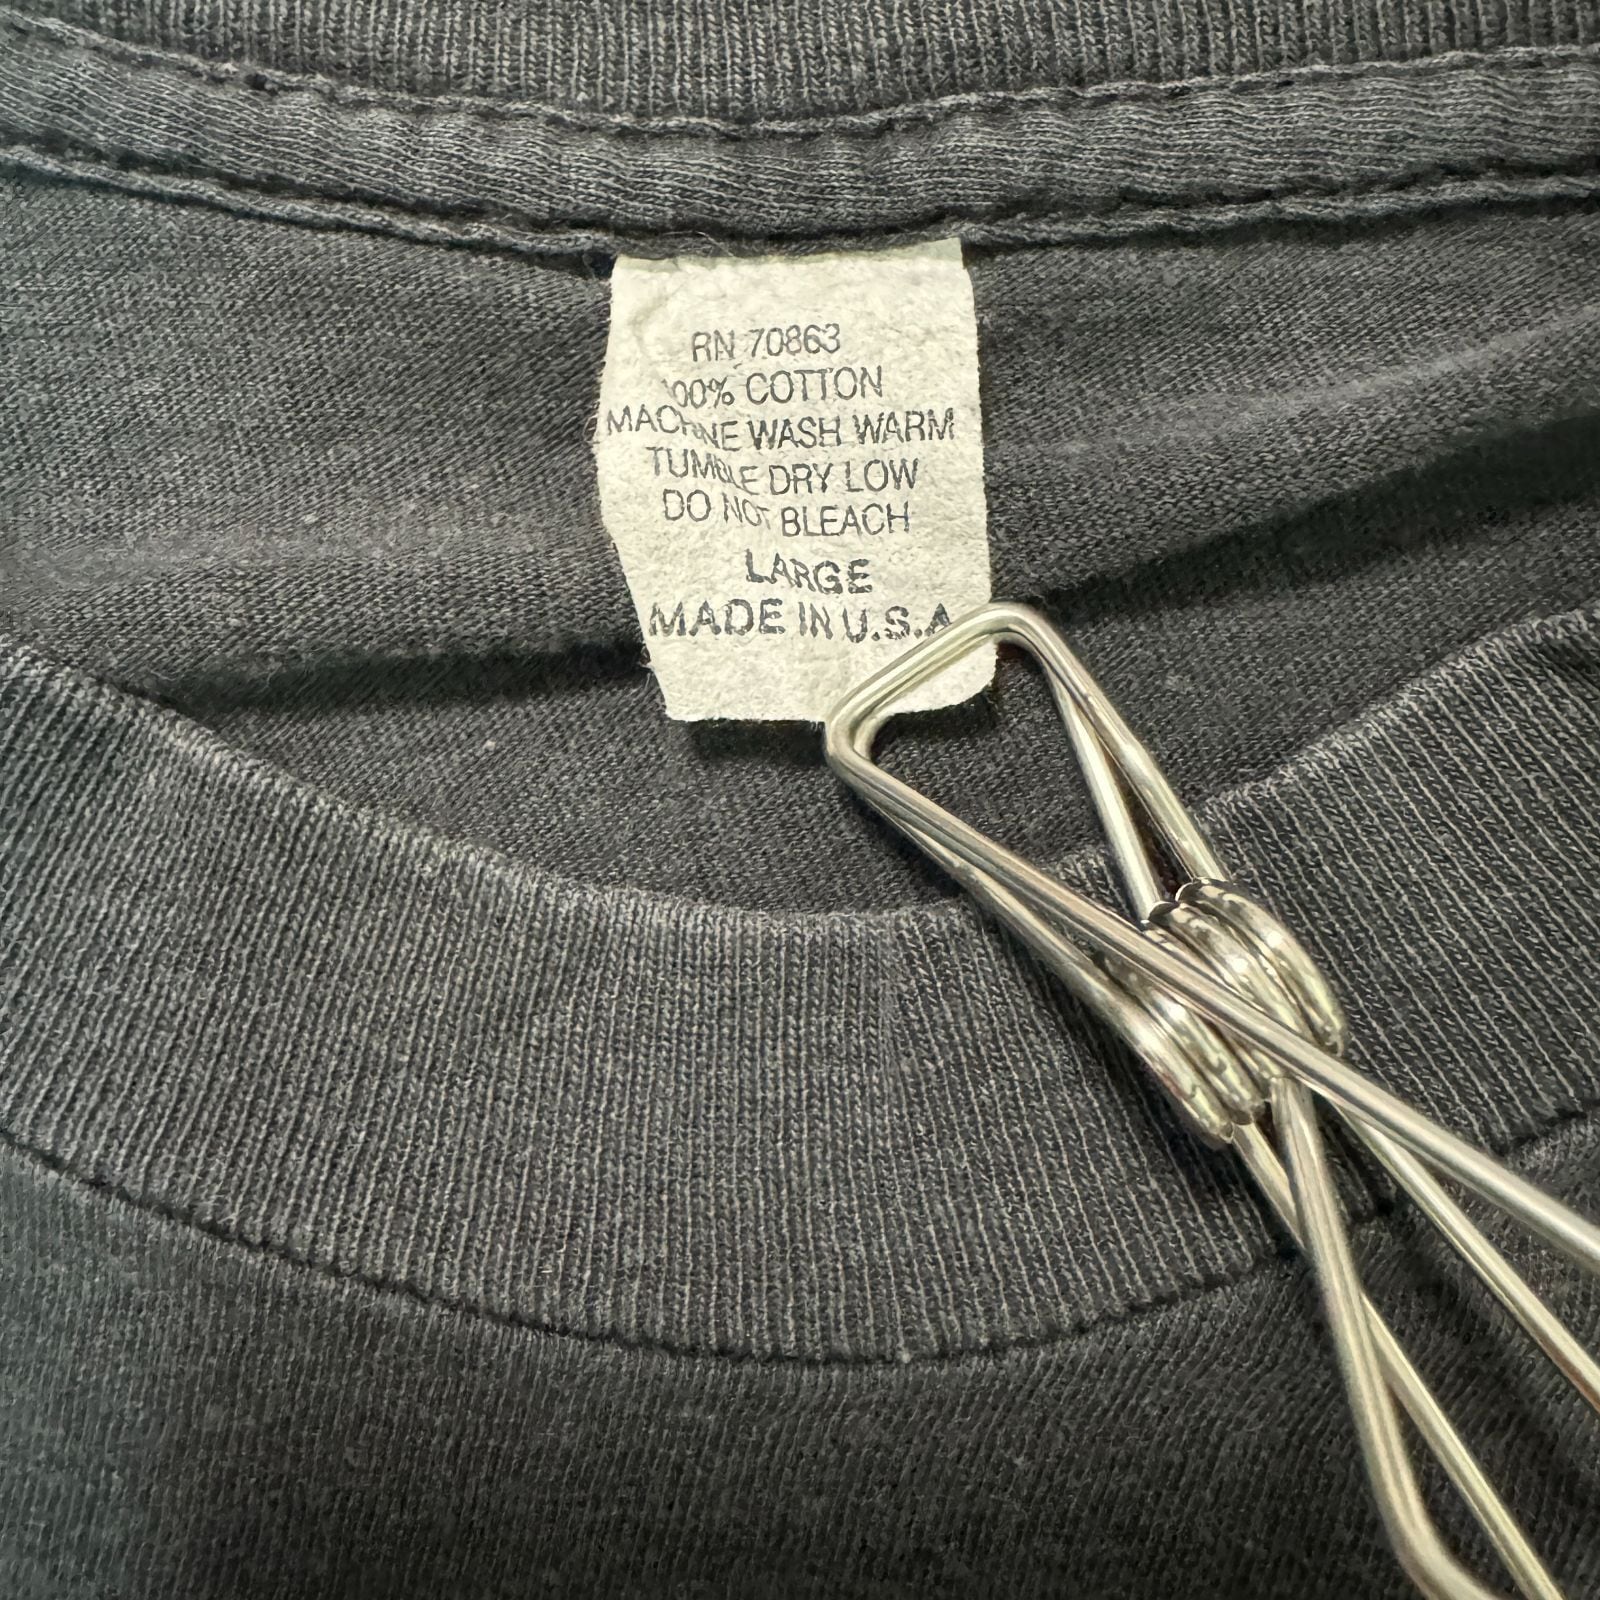 RN 70863
100% COTTON
MACHINE WASH WARM
TUMBLE DRY LOW
DO NOT BLEACH
LARGE
MADE IN U.S.A